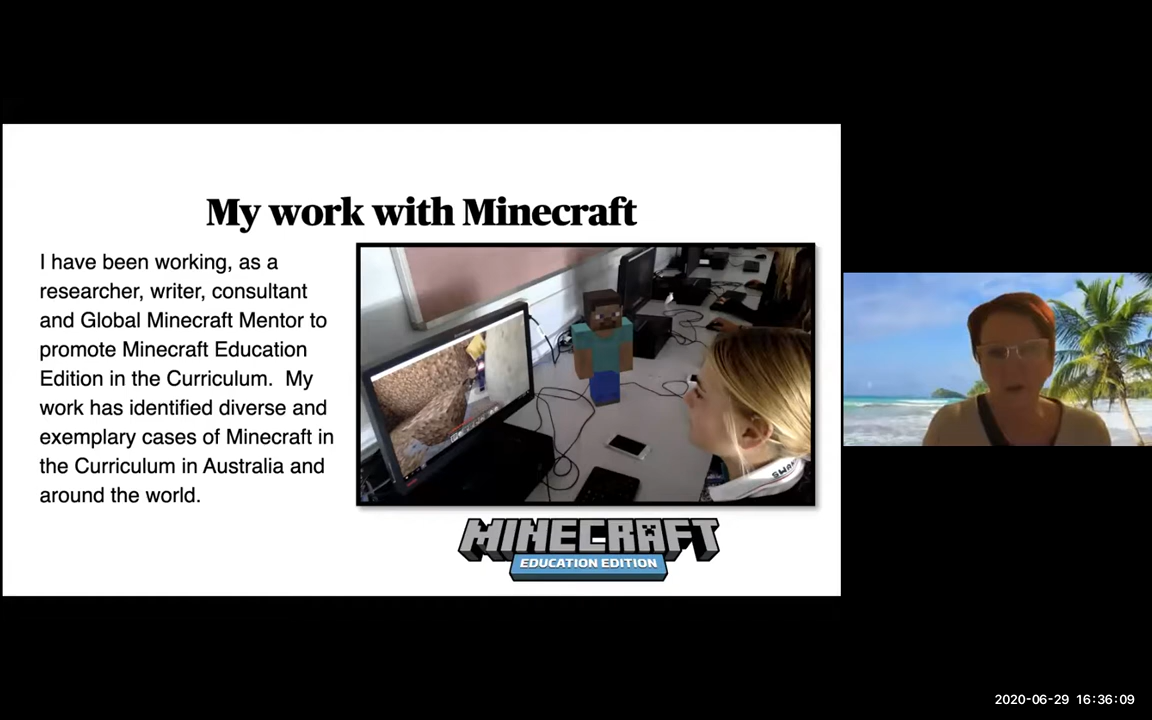 My work with Minecraft
I have been working, as a
researcher, writer, consultant
and Global Minecraft Mentor to
promote Minecraft Education
Edition in the Curriculum. My
work has identified diverse and
exemplary cases of Minecraft in
the Curriculum in Australia and
around the world.
MINECRAFT
EDUCATION EDITION
2020-06-29 16:36:09